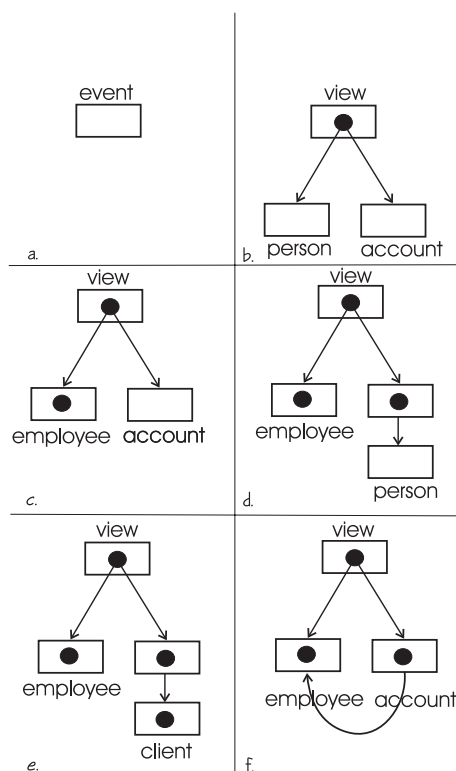 event
a.
view
person account
b.
view
employee account
c.
view
employee
person
d.
view
employee
client
e.
view
employee account
f.